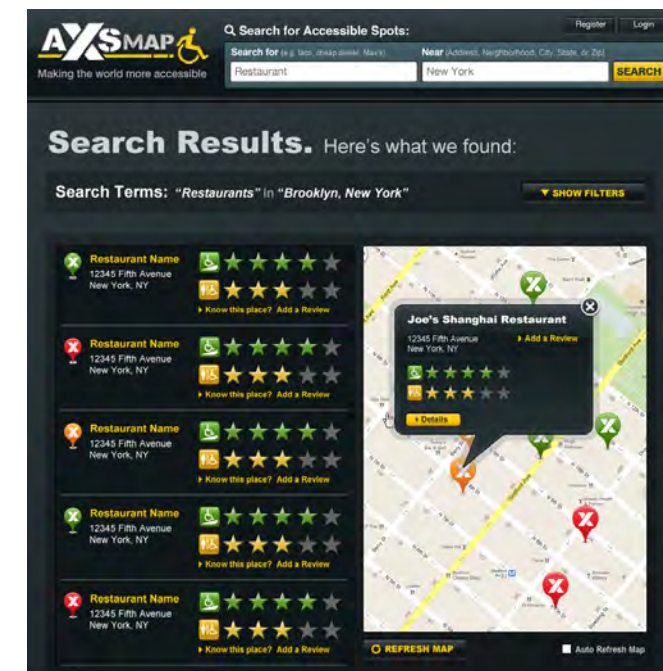 AXSMAP
Making the world more accessible
Search for Accessible Spots:
Register Login
Search for (e.g. taco, cheap dinner, Max's)
Near (Address, Neighborhood, City, State, or Zip)
Restaurant
New York
SEARCH
Search Results. Here's what we found:
Search Terms: "Restaurants" in "Brooklyn, New York"
SHOW FILTERS
Restaurant Name
12345 Fifth Avenue
New York, NY
Know this place? Add a Review
Restaurant Name
12345 Fifth Avenue
New York, NY
Know this place? Add a Review
Restaurant Name
12345 Fifth Avenue
New York, NY
Know this place? Add a Review
Restaurant Name
12345 Fifth Avenue
New York, NY
Know this place? Add a Review
Restaurant Name
12345 Fifth Avenue
New York, NY
Know this place? Add a Review
Joe's Shanghai Restaurant
12345 Fifth Avenue
New York, NY
Add a Review
Details
REFRESH MAP
Auto Refresh Map